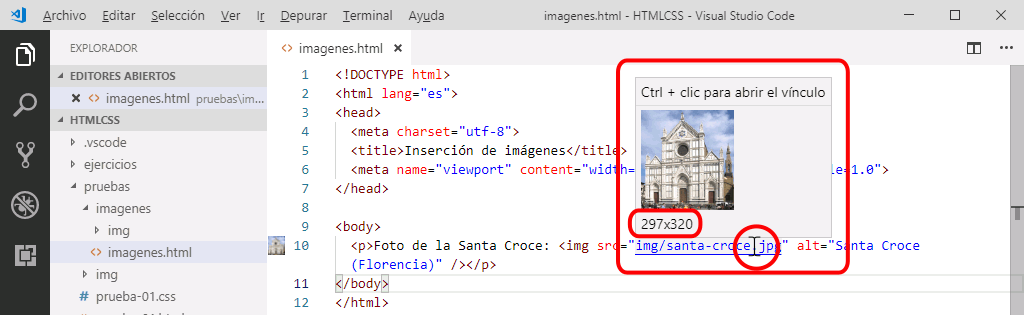 Archivo Editar Selección Ver Ir Depurar Terminal Ayuda imagenes.html - HTMLCSS - Visual Studio Code
EXPLORADOR
EDITORES ABIERTOS
imagenes.html pruebas\im...
HTMLCSS
.vscode
ejercicios
pruebas
imagenes
img
imagenes.html
img
prueba-01.css
imagenes.html
1 <!DOCTYPE html>
2 <html lang="es">
3 <head>
4 <meta charset="utf-8">
5 <title>Inserción de imágenes</title>
6 <meta name="viewport" content="width= le=1.0">
7 </head>
8
9 <body>
10 <p>Foto de la Santa Croce: <img src="img/santa-croce.jpg" alt="Santa Croce
(Florencia)" /></p>
11 </body>
12 </html>
Ctrl + clic para abrir el vínculo
297x320